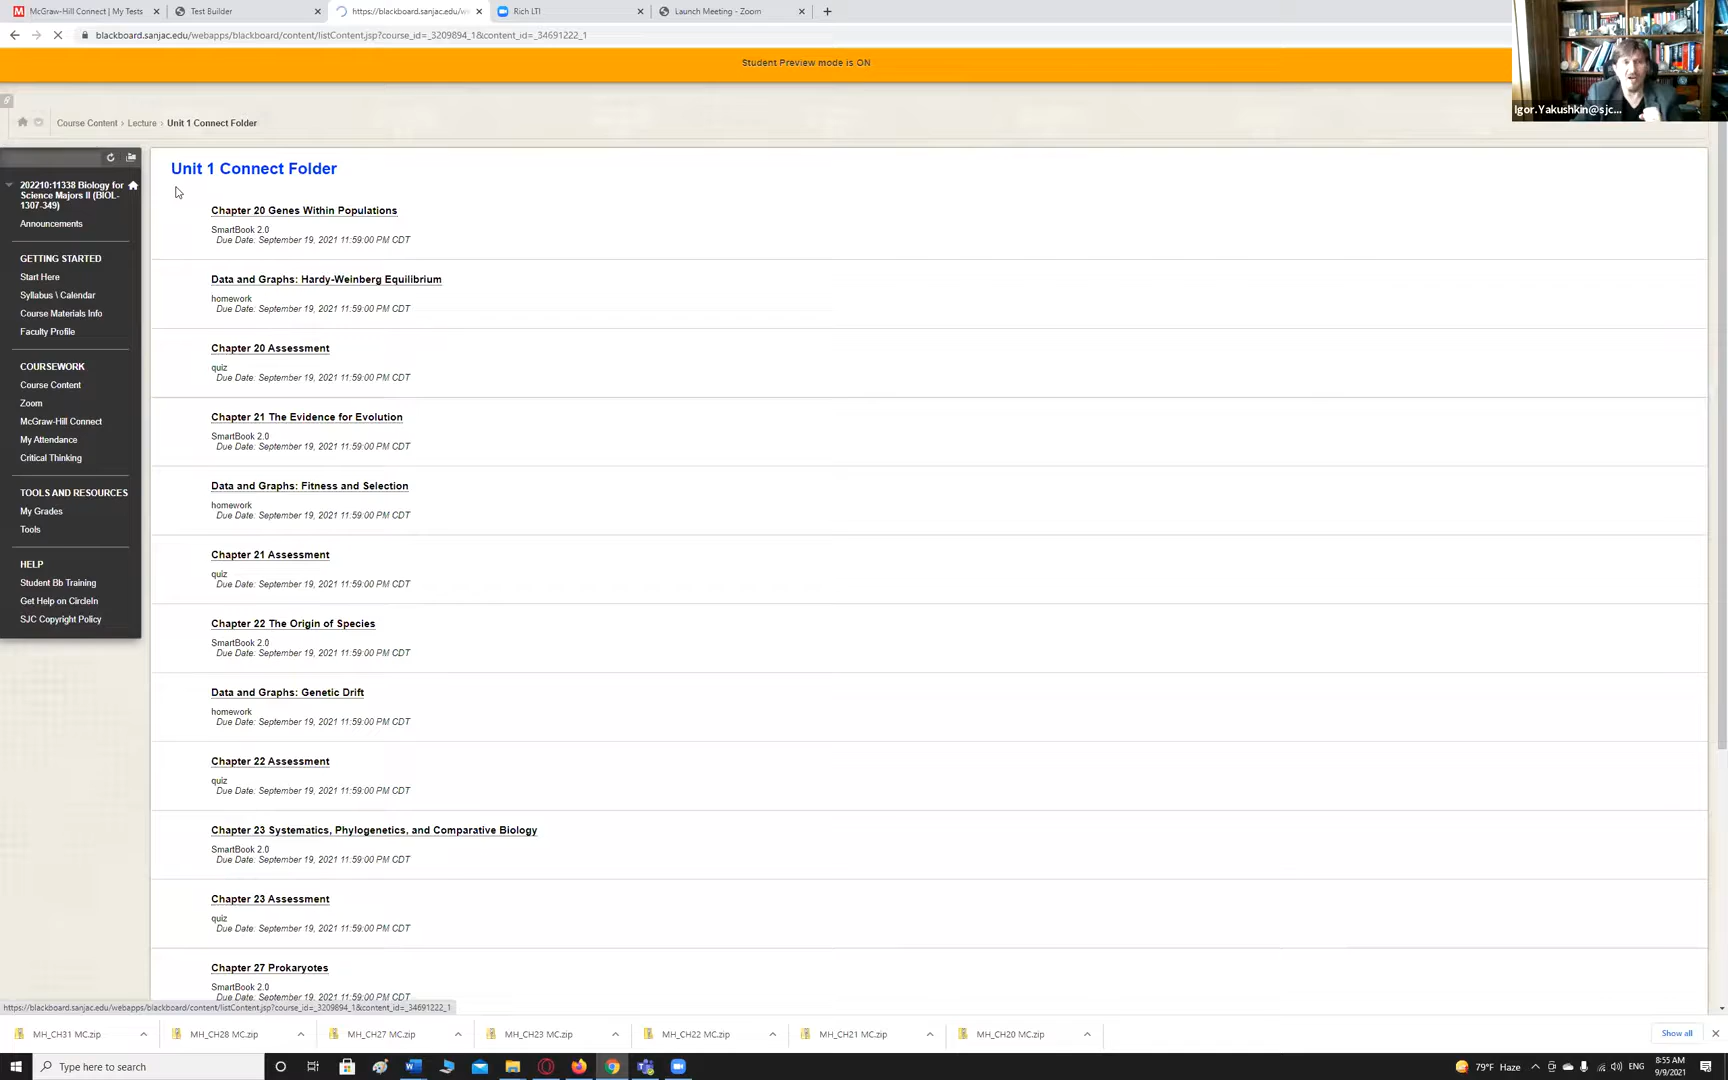 McGraw-Hill Connect | My Tests
Test Builder
https://blackboard.sanjac.edu/w
Rich LTI
Launch Meeting - Zoom
blackboard.sanjac.edu/webapps/blackboard/content/listContent.jsp?course_id=_3209894_1&content_id=_34691222_1
Student Preview mode is ON
Igor.Yakushkin@sjc...
Course Content > Lecture > Unit 1 Connect Folder
202210:11338 Biology for
Science Majors II (BIOL-
1307-349)
Announcements
GETTING STARTED
Start Here
Syllabus \ Calendar
Course Materials Info
Faculty Profile
COURSEWORK
Course Content
Zoom
McGraw-Hill Connect
My Attendance
Critical Thinking
TOOLS AND RESOURCES
My Grades
Tools
HELP
Student Bb Training
Get Help on CircleIn
SJC Copyright Policy
Unit 1 Connect Folder
Chapter 20 Genes Within Populations
SmartBook 2.0
Due Date: September 19, 2021 11:59:00 PM CDT
Data and Graphs: Hardy-Weinberg Equilibrium
homework
Due Date: September 19, 2021 11:59:00 PM CDT
Chapter 20 Assessment
quiz
Due Date: September 19, 2021 11:59:00 PM CDT
Chapter 21 The Evidence for Evolution
SmartBook 2.0
Due Date: September 19, 2021 11:59:00 PM CDT
Data and Graphs: Fitness and Selection
homework
Due Date: September 19, 2021 11:59:00 PM CDT
Chapter 21 Assessment
quiz
Due Date: September 19, 2021 11:59:00 PM CDT
Chapter 22 The Origin of Species
SmartBook 2.0
Due Date: September 19, 2021 11:59:00 PM CDT
Data and Graphs: Genetic Drift
homework
Due Date: September 19, 2021 11:59:00 PM CDT
Chapter 22 Assessment
quiz
Due Date: September 19, 2021 11:59:00 PM CDT
Chapter 23 Systematics, Phylogenetics, and Comparative Biology
SmartBook 2.0
Due Date: September 19, 2021 11:59:00 PM CDT
Chapter 23 Assessment
quiz
Due Date: September 19, 2021 11:59:00 PM CDT
Chapter 27 Prokaryotes
SmartBook 2.0
Due Date: September 19, 2021 11:59:00 PM CDT
https://blackboard.sanjac.edu/webapps/blackboard/content/listContent.jsp?course_id=_3209894_1&content_id=_34691222_1
MH_CH31 MC.zip
MH_CH28 MC.zip
MH_CH27 MC.zip
MH_CH23 MC.zip
MH_CH22 MC.zip
MH_CH21 MC.zip
MH_CH20 MC.zip
Show all
Type here to search
79°F Haze
ENG
8:55 AM
9/9/2021